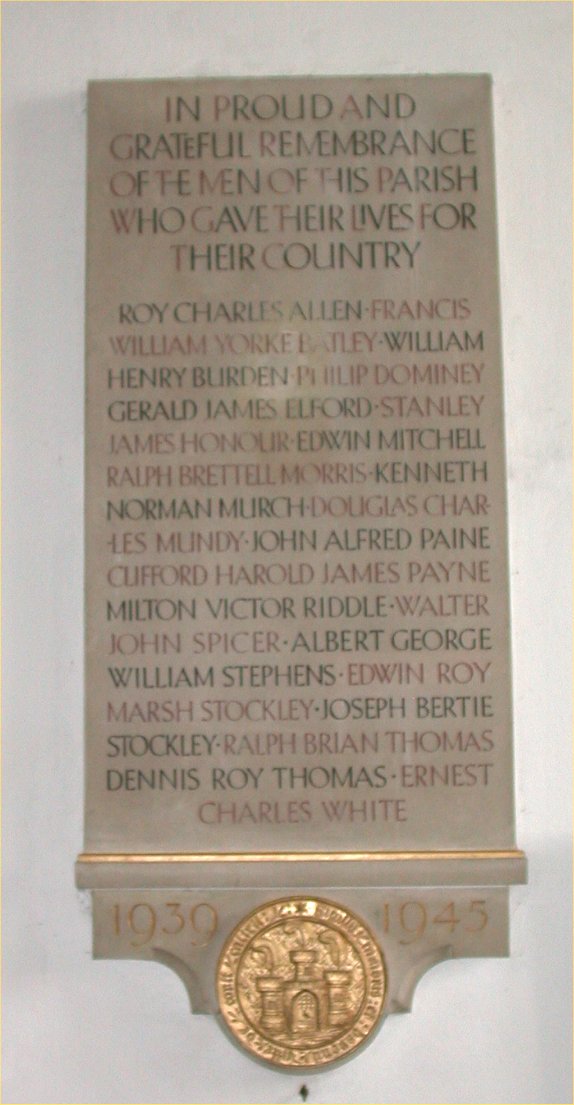 IN PROUD AND
GRATEFUL REMEMBRANCE
OF THE MEN OF THIS PARISH
WHO GAVE THEIR LIVES FOR
THEIR COUNTRY
ROY CHARLES ALLEN·FRANCIS
WILLIAM YORKE BATLEY·WILLIAM
HENRY BURDEN·PHILIP DOMINEY
GERALD JAMES ELFORD·STANLEY
JAMES HONOUR·EDWIN MITCHELL
RALPH BRETTELL MORRIS·KENNETH
NORMAN MURCH·DOUGLAS CHAR-
-LES MUNDY·JOHN ALFRED PAINE
CLIFFORD HAROLD JAMES PAYNE
MILTON VICTOR RIDDLE·WALTER
JOHN SPICER·ALBERT GEORGE
WILLIAM STEPHENS·EDWIN ROY
MARSH STOCKLEY·JOSEPH BERTIE
STOCKLEY·RALPH BRIAN THOMAS
DENNIS ROY THOMAS·ERNEST
CHARLES WHITE
1939 1945